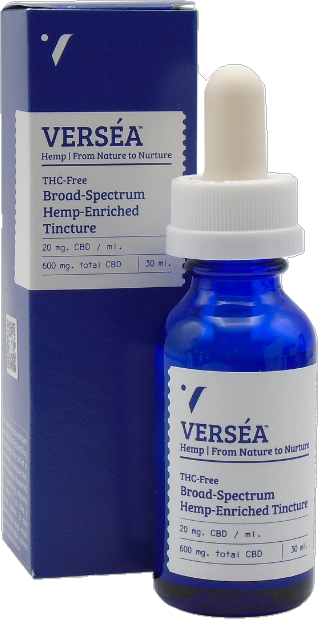 VERSÉA™
Hemp | From Nature to Nurture
THC-Free
Broad-Spectrum
Hemp-Enriched
Tincture
20 mg. CBD / ml.
600 mg. total CBD | 30 ml.
VERSÉA™
Hemp | From Nature to Nurture
THC-Free
Broad-Spectrum
Hemp-Enriched Tincture
20 mg. CBD / ml.
600 mg. total CBD | 30 ml.